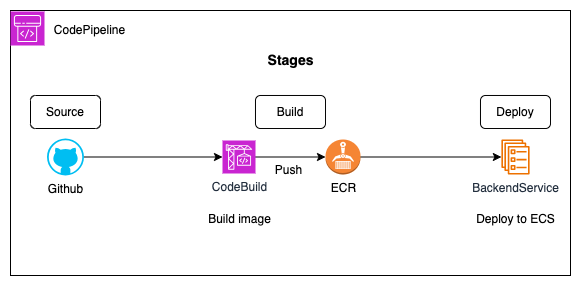 CodePipeline
Stages
Source
Build
Deploy
Github
CodeBuild
Push
ECR
BackendService
Build image
Deploy to ECS